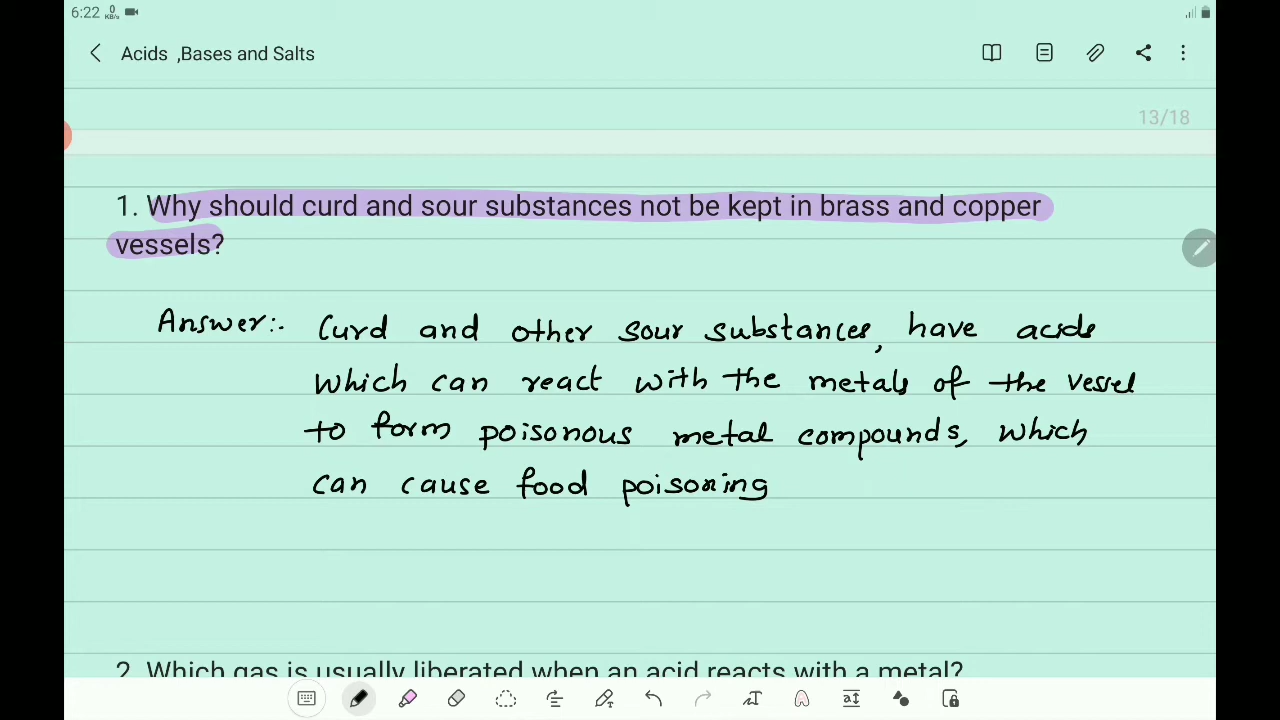 6:22 0 KB/s
Acids ,Bases and Salts
13/18
1. Why should curd and sour substances not be kept in brass and copper
vessels?
Answer:- Curd and other sour substances, have acids
which can react with the metals of the vessel
to form poisonous metal compounds, which
can cause food poisoning
2. Which gas is usually liberated when an acid reacts with a metal?